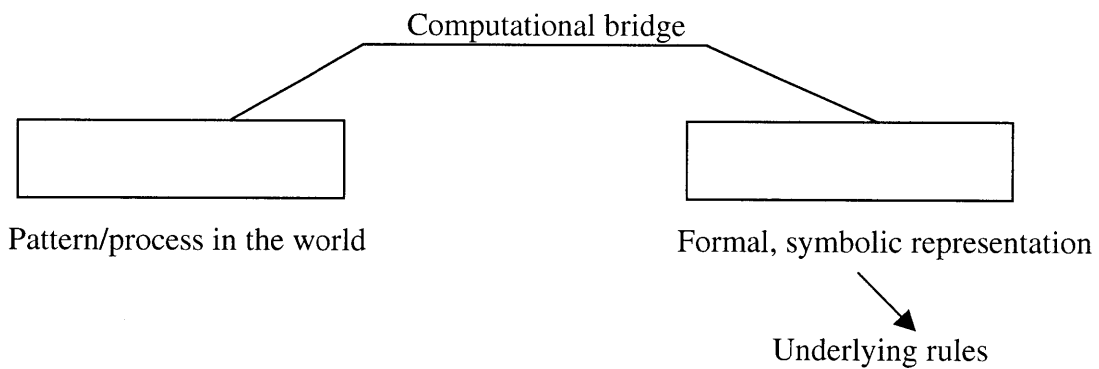 Computational bridge
Pattern/process in the world
Formal, symbolic representation
Underlying rules